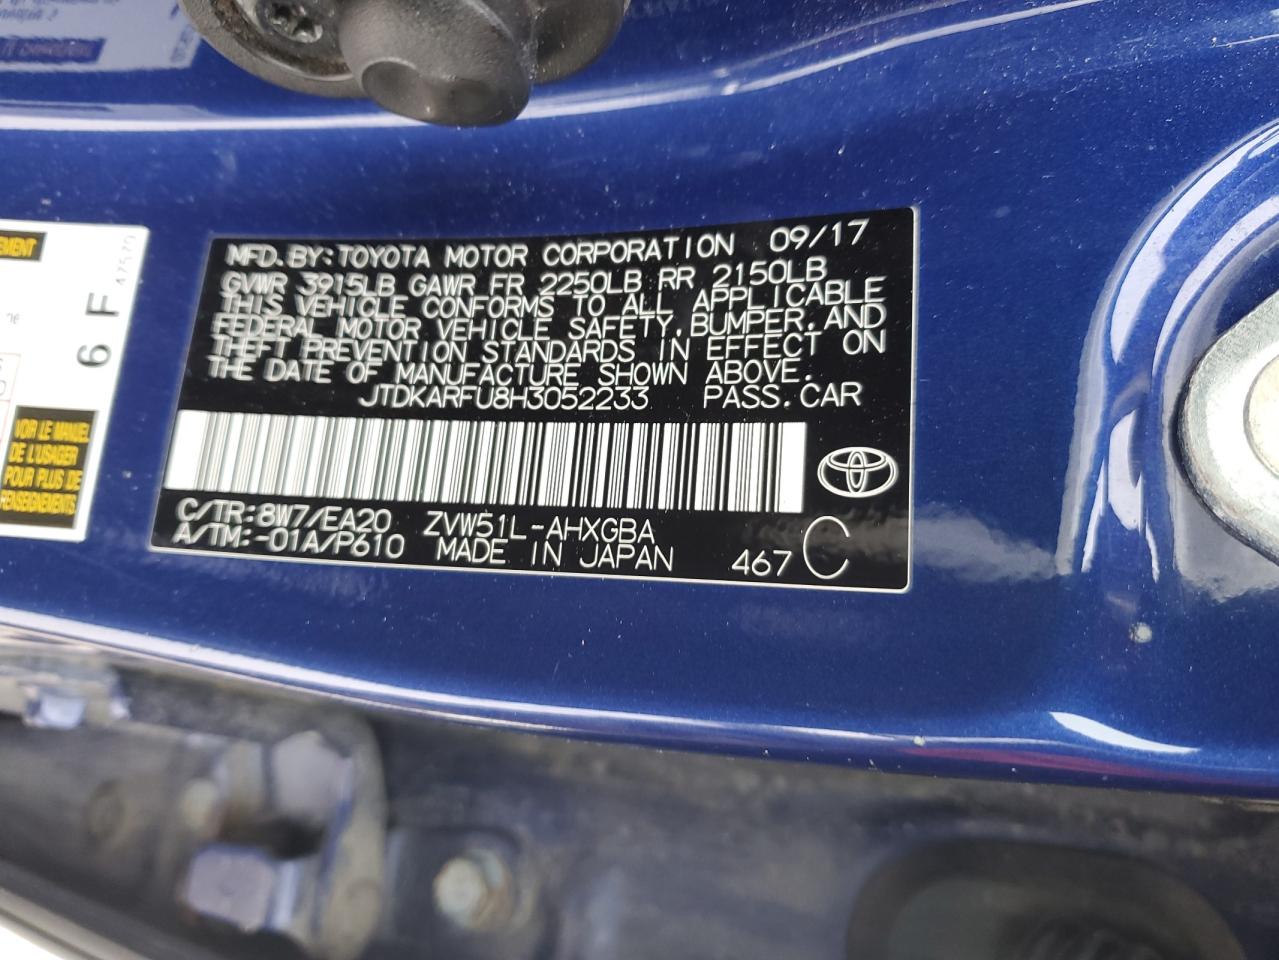 MFD. BY: TOYOTA MOTOR CORPORATION 09/17
GVWR 3915LB GAWR FR 2250LB RR 2150LB
THIS VEHICLE CONFORMS TO ALL APPLICABLE
FEDERAL MOTOR VEHICLE SAFETY, BUMPER, AND
THEFT PREVENTION STANDARDS IN EFFECT ON
THE DATE OF MANUFACTURE SHOWN ABOVE.
JTDKARFU8H3052233 PASS. CAR
C/TR:8W7/EA20 ZVW51L-AHXGBA
A/TM:-01A/P610 MADE IN JAPAN 467 C
6 F
47570
VOIR LE MANUEL
DE L'USAGER
POUR PLUS DE
RENSEIGNEMENTS